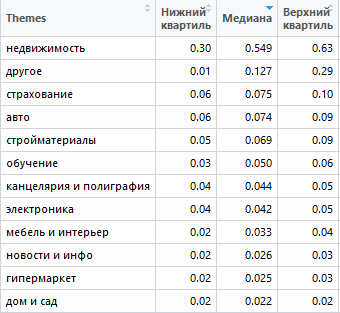 Themes Нижний квартиль Медиана Верхний квартиль
недвижимость 0.30 0.549 0.63
другое 0.01 0.127 0.29
страхование 0.06 0.075 0.10
авто 0.06 0.074 0.09
стройматериалы 0.05 0.069 0.09
обучение 0.03 0.050 0.06
канцелярия и полиграфия 0.04 0.044 0.05
электроника 0.04 0.042 0.05
мебель и интерьер 0.02 0.033 0.04
новости и инфо 0.02 0.026 0.03
гипермаркет 0.02 0.025 0.03
дом и сад 0.02 0.022 0.02